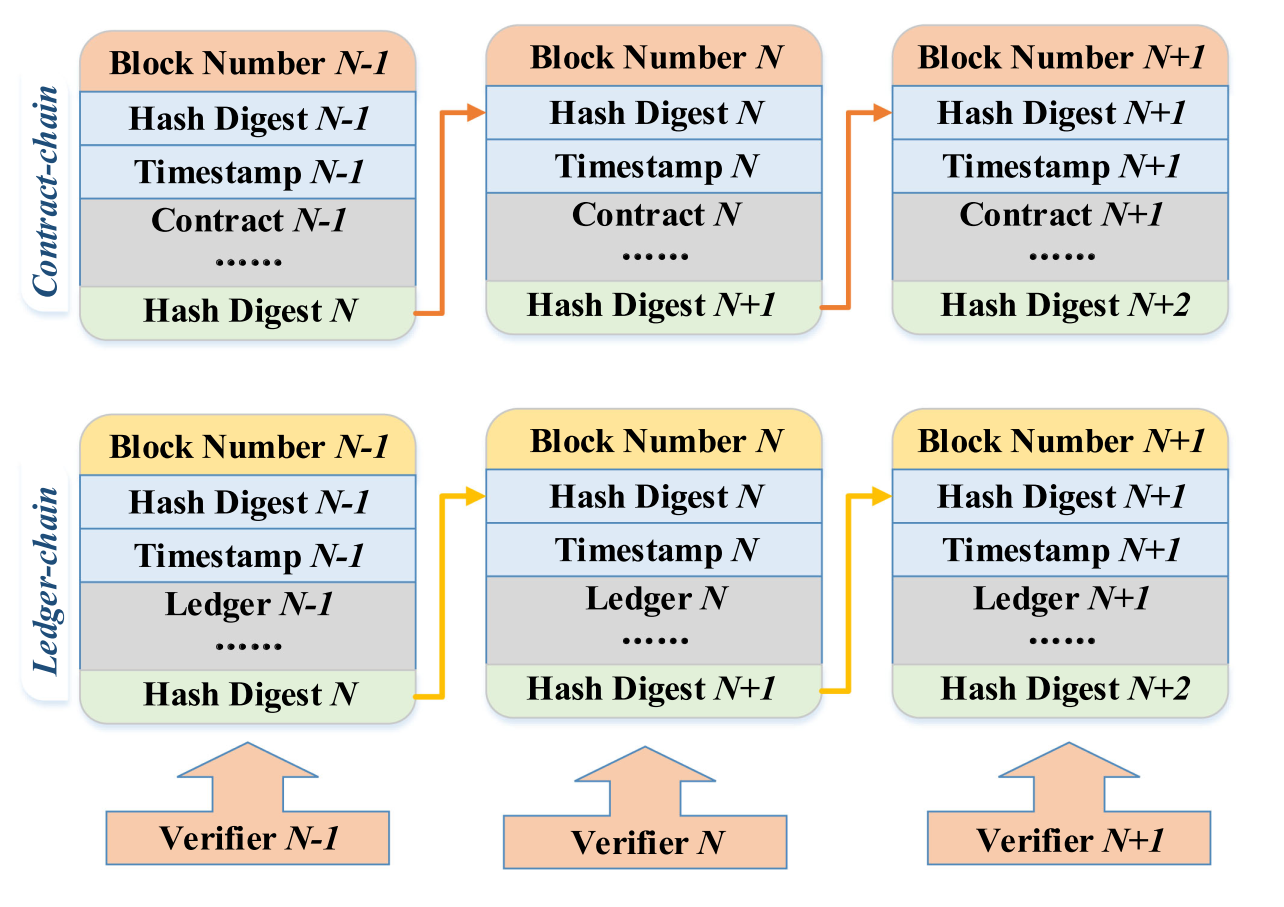 Contract-chain
Block Number N-1
Hash Digest N-1
Timestamp N-1
Contract N-1
......
Hash Digest N
Block Number N
Hash Digest N
Timestamp N
Contract N
......
Hash Digest N+1
Block Number N+1
Hash Digest N+1
Timestamp N+1
Contract N+1
......
Hash Digest N+2
Ledger-chain
Block Number N-1
Hash Digest N-1
Timestamp N-1
Ledger N-1
......
Hash Digest N
Block Number N
Hash Digest N
Timestamp N
Ledger N
......
Hash Digest N+1
Block Number N+1
Hash Digest N+1
Timestamp N+1
Ledger N+1
......
Hash Digest N+2
Verifier N-1
Verifier N
Verifier N+1